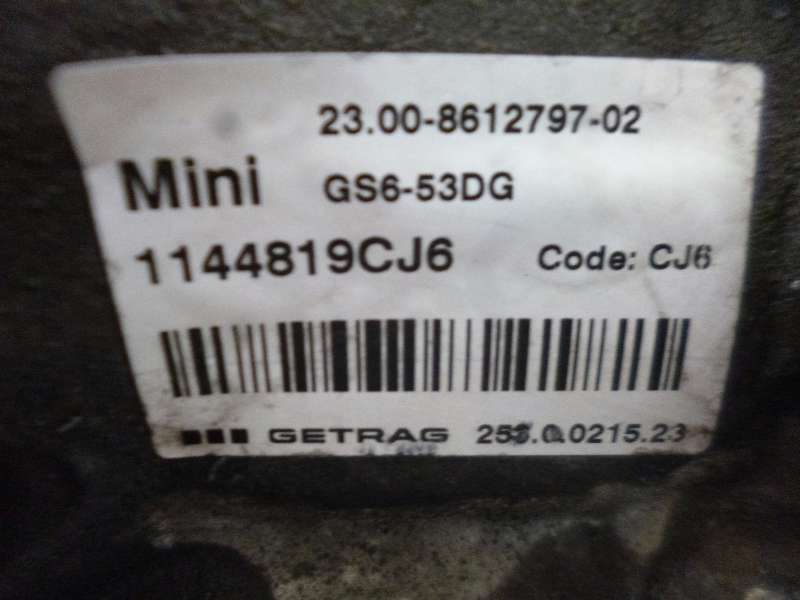 23.00-8612797-02
Mini GS6-53DG
1144819CJ6 Code: CJ6
GETRAG